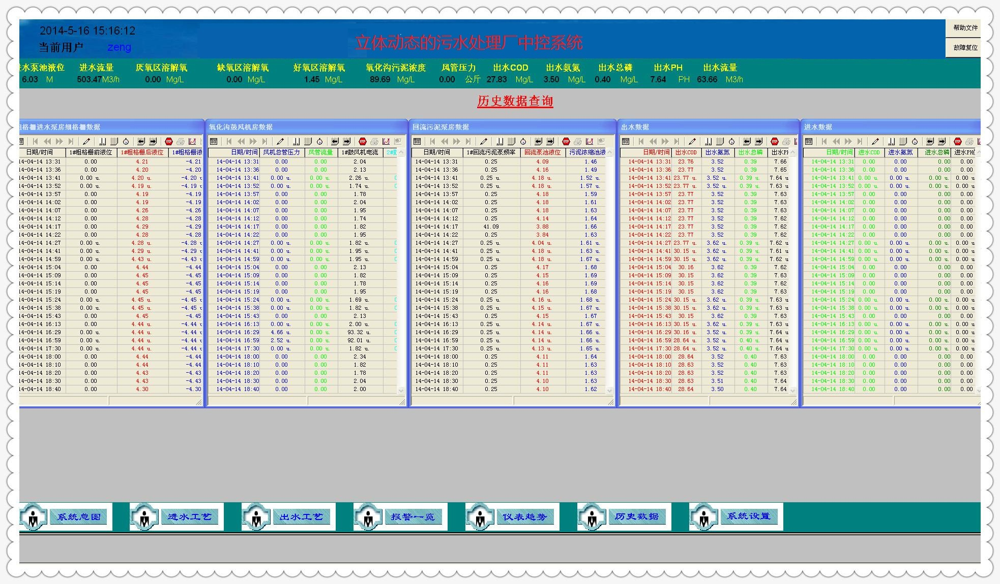 2014-5-16 15:16:12
当前用户 zeng
立体动态的污水处理厂中控系统
帮助文件
故障复位
水泵池液位 进水流量 厌氧区溶解氧 缺氧区溶解氧 好氧区溶解氧 氧化沟污泥浓度 风管压力 出水COD 出水氨氮 出水总磷 出水PH 出水流量
6.03 M 503.47 M3/h 0.00 Mg/L 0.00 Mg/L 1.45 Mg/L 89.69 Mg/L 0.00 公斤 27.83 Mg/L 3.50 Mg/L 0.40 Mg/L 7.64 PH 63.66 M3/h
历史数据查询
格栅进水泵房细格栅数据
日期/时间 1#粗格栅前液位 1#粗格栅后液位 1#粗格栅液
14-04-14 13:31 0.00 4.21 -4.21
14-04-14 13:36 0.00 4.20 -4.20
14-04-14 13:41 0.00 u. 4.20 u. -4.20
14-04-14 13:52 0.00 u. 4.19 u. -4.19
14-04-14 13:57 0.00 4.19 -4.19
14-04-14 14:02 0.00 4.19 -4.19
14-04-14 14:07 0.00 4.26 -4.26
14-04-14 14:12 0.00 4.28 -4.28
14-04-14 14:17 0.00 4.29 -4.29
14-04-14 14:22 0.00 4.28 -4.28
14-04-14 14:27 0.00 u. 4.28 u. -4.28
14-04-14 14:41 0.00 u. 4.29 u. -4.29
14-04-14 14:59 0.00 u. 4.43 u. -4.43
14-04-14 15:04 0.00 4.44 -4.44
14-04-14 15:09 0.00 4.45 -4.45
14-04-14 15:14 0.00 4.45 -4.45
14-04-14 15:19 0.00 4.45 -4.45
14-04-14 15:24 0.00 u. 4.45 u. -4.45
14-04-14 15:38 0.00 u. 4.45 u. -4.45
14-04-14 15:43 0.00 4.45 -4.45
14-04-14 16:13 0.00 4.44 u. -4.44
14-04-14 16:29 0.00 u. 4.44 u. -4.44
14-04-14 16:59 0.00 u. 4.44 u. -4.44
14-04-14 17:30 0.00 u. 4.44 u. -4.44
14-04-14 18:00 0.00 4.44 -4.44
14-04-14 18:10 0.00 4.44 -4.44
14-04-14 18:20 0.00 4.43 -4.43
14-04-14 18:30 0.00 4.43 -4.43
14-04-14 18:40 0.00 4.30 -4.30
氧化沟鼓风机房数据
日期/时间 风机总管压力 风管流量 1#鼓风机电流 2#
14-04-14 13:31 0.00 0.00 2.04
14-04-14 13:36 0.00 0.00 2.13
14-04-14 13:41 0.00 u. 0.00 u. 2.26 u.
14-04-14 13:52 0.00 u. 0.00 u. 1.74 u.
14-04-14 13:57 0.00 0.00 1.78
14-04-14 14:02 0.00 0.00 2.04
14-04-14 14:07 0.00 0.00 1.95
14-04-14 14:12 0.00 0.00 1.74
14-04-14 14:17 0.00 0.00 1.82
14-04-14 14:22 0.00 0.00 1.95
14-04-14 14:27 0.00 u. 0.00 u. 1.82 u.
14-04-14 14:41 0.00 u. 0.00 u. 1.95 u.
14-04-14 14:59 0.00 u. 0.00 u. 1.95 u.
14-04-14 15:04 0.00 0.00 2.13
14-04-14 15:09 0.00 0.00 1.82
14-04-14 15:14 0.00 0.00 1.78
14-04-14 15:19 0.00 0.00 1.95
14-04-14 15:24 0.00 u. 0.00 u. 1.69 u.
14-04-14 15:38 0.00 u. 0.00 u. 1.82 u.
14-04-14 15:43 0.00 0.00 2.13
14-04-14 16:13 0.00 u. 0.00 u. 2.00 u.
14-04-14 16:29 4.66 u. 0.00 u. 93.32 u.
14-04-14 16:59 2.52 u. 0.00 u. 92.01 u.
14-04-14 17:30 0.00 u. 0.00 u. 1.82 u.
14-04-14 18:00 0.00 0.00 2.34
14-04-14 18:10 0.00 0.00 1.82
14-04-14 18:20 0.00 0.00 1.78
14-04-14 18:30 0.00 0.00 2.04
14-04-14 18:40 0.00 0.00 2.00
回流污泥泵房数据
日期/时间 1#回流污泥泵频率 回流泵池液位 污泥浓缩池液
14-04-14 13:31 0.25 4.09 1.46
14-04-14 13:36 0.25 4.16 1.49
14-04-14 13:41 0.25 u. 4.18 u. 1.52 u.
14-04-14 13:52 0.25 u. 4.18 u. 1.57 u.
14-04-14 13:57 0.25 4.18 1.59
14-04-14 14:02 0.25 4.18 1.61
14-04-14 14:07 0.25 4.18 1.63
14-04-14 14:12 0.25 4.14 1.64
14-04-14 14:17 41.09 3.88 1.66
14-04-14 14:22 0.25 3.84 1.63
14-04-14 14:27 0.25 u. 4.04 u. 1.61 u.
14-04-14 14:41 0.25 u. 4.18 u. 1.63 u.
14-04-14 14:59 0.25 u. 4.18 u. 1.67 u.
14-04-14 15:04 0.25 4.17 1.68
14-04-14 15:09 0.25 4.15 1.69
14-04-14 15:14 0.25 4.16 1.69
14-04-14 15:19 0.25 4.16 1.68
14-04-14 15:24 0.25 u. 4.16 u. 1.68 u.
14-04-14 15:38 0.25 u. 4.15 u. 1.67 u.
14-04-14 15:43 0.25 4.15 1.67
14-04-14 16:13 0.25 u. 4.14 u. 1.67 u.
14-04-14 16:29 0.25 u. 4.14 u. 1.66 u.
14-04-14 16:59 0.25 u. 4.14 u. 1.66 u.
14-04-14 17:30 0.25 u. 4.13 u. 1.65 u.
14-04-14 18:00 0.25 4.11 1.64
14-04-14 18:10 0.25 4.11 1.63
14-04-14 18:20 0.25 4.11 1.63
14-04-14 18:30 0.25 4.10 1.63
14-04-14 18:40 0.25 4.10 1.62
出水数据
日期/时间 出水COD 出水氨氮 出水总磷 出水PH
14-04-14 13:31 23.76 3.52 0.39 7.66
14-04-14 13:36 23.77 3.52 0.39 7.65
14-04-14 13:41 23.77 u. 3.52 u. 0.39 u. 7.64 u
14-04-14 13:52 23.77 u. 3.52 u. 0.39 u. 7.63 u
14-04-14 13:57 23.77 3.52 0.39 7.63
14-04-14 14:02 23.77 3.52 0.39 7.63
14-04-14 14:07 23.77 3.52 0.39 7.63
14-04-14 14:12 23.77 3.52 0.39 7.62
14-04-14 14:17 23.77 3.52 0.39 7.62
14-04-14 14:22 23.77 3.52 0.39 7.62
14-04-14 14:27 23.77 u. 3.62 u. 0.39 u. 7.62 u
14-04-14 14:41 30.15 u. 3.62 u. 0.39 u. 7.61 u
14-04-14 14:59 30.15 u. 3.62 u. 0.39 u. 7.62 u
14-04-14 15:04 30.16 3.62 0.39 7.62
14-04-14 15:09 30.15 3.62 0.39 7.63
14-04-14 15:14 30.15 3.62 0.39 7.62
14-04-14 15:19 30.15 3.62 0.39 7.63
14-04-14 15:24 30.15 u. 3.62 u. 0.39 u. 7.63 u
14-04-14 15:38 30.15 u. 3.62 u. 0.39 u. 7.63 u
14-04-14 15:43 30.15 3.62 0.39 7.63
14-04-14 16:13 30.15 u. 3.62 u. 0.39 u. 7.63 u
14-04-14 16:29 30.16 u. 3.52 u. 0.39 u. 7.64 u
14-04-14 16:59 28.64 u. 3.52 u. 0.40 u. 7.64 u
14-04-14 17:30 28.64 u. 3.52 u. 0.40 u. 7.64 u
14-04-14 18:00 28.64 3.52 0.40 7.63
14-04-14 18:10 28.63 3.52 0.40 7.63
14-04-14 18:20 28.63 3.52 0.40 7.63
14-04-14 18:30 28.63 3.51 0.40 7.64
14-04-14 18:40 28.64 3.50 0.40 7.64
进水数据
日期/时间 进水COD 进水氨氮 进水总磷 进水PH
14-04-14 13:31 0.00 0.00 0.00 0.00
14-04-14 13:36 0.00 0.00 0.00 0.00
14-04-14 13:41 0.00 u. 0.00 u. 0.00 u. 0.00 u
14-04-14 13:52 0.00 u. 0.00 u. 0.00 u. 0.00 u
14-04-14 13:57 0.00 0.00 0.00 0.00
14-04-14 14:02 0.00 0.00 0.00 0.00
14-04-14 14:07 0.00 0.00 0.00 0.00
14-04-14 14:12 0.00 0.00 0.00 0.00
14-04-14 14:17 0.00 0.00 0.00 0.00
14-04-14 14:22 0.00 0.00 0.00 0.00
14-04-14 14:27 0.00 u. 0.00 u. 0.00 u. 0.00 u
14-04-14 14:41 0.00 u. 0.00 u. 0.00 u. 0.00 u
14-04-14 14:59 0.00 u. 0.00 u. 0.00 u. 0.00 u
14-04-14 15:04 0.00 0.00 0.00 0.00
14-04-14 15:09 0.00 0.00 0.00 0.00
14-04-14 15:14 0.00 0.00 0.00 0.00
14-04-14 15:19 0.00 0.00 0.00 0.00
14-04-14 15:24 0.00 u. 0.00 u. 0.00 u. 0.00 u
14-04-14 15:38 0.00 u. 0.00 u. 0.00 u. 0.00 u
14-04-14 15:43 0.00 0.00 0.00 0.00
14-04-14 16:13 0.00 u. 0.00 u. 0.00 u. 0.00 u
14-04-14 16:29 0.00 u. 0.00 u. 0.00 u. 0.00 u
14-04-14 16:59 0.00 u. 0.00 u. 0.00 u. 0.00 u
14-04-14 17:30 0.00 u. 0.00 u. 0.00 u. 0.00 u
14-04-14 18:00 0.00 0.00 0.00 0.00
14-04-14 18:10 0.00 0.00 0.00 0.00
14-04-14 18:20 0.00 0.00 0.00 0.00
14-04-14 18:30 0.00 0.00 0.00 0.00
14-04-14 18:40 0.00 0.00 0.00 0.00
系统总图 进水工艺 出水工艺 报警一览 仪表趋势 历史数据 系统设置